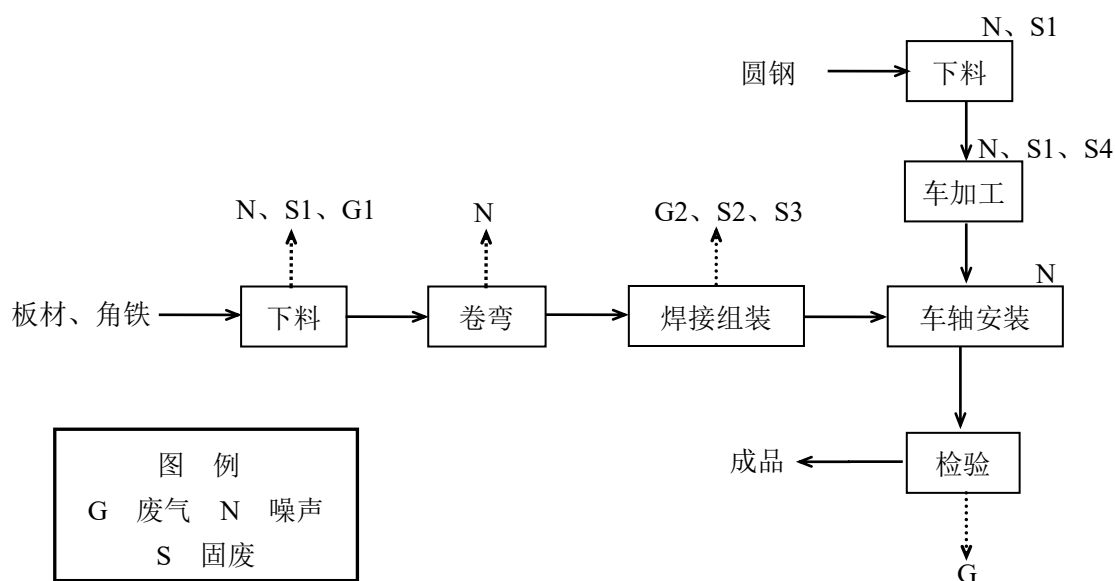 N、S1
圆钢
下料
N、S1、S4
车加工
N、S1、G1
N
G2、S2、S3
N
板材、角铁
下料
卷弯
焊接组装
车轴安装
图 例
G 废气 N 噪声
S 固废
成品
检验
G